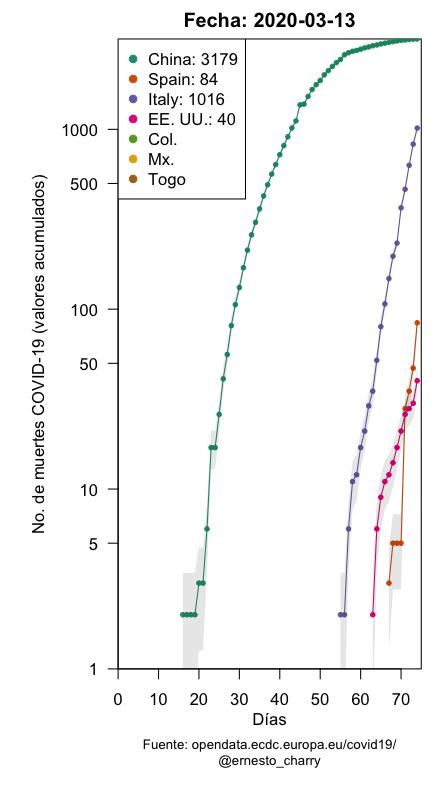 Fecha: 2020-03-13
China: 3179
Spain: 84
Italy: 1016
EE. UU.: 40
Col.
Mx.
Togo
No. de muertes COVID-19 (valores acumulados)
1000
500
100
50
10
5
1
0 10 20 30 40 50 60 70
Días
Fuente: opendata.ecdc.europa.eu/covid19/
@ernesto_charry